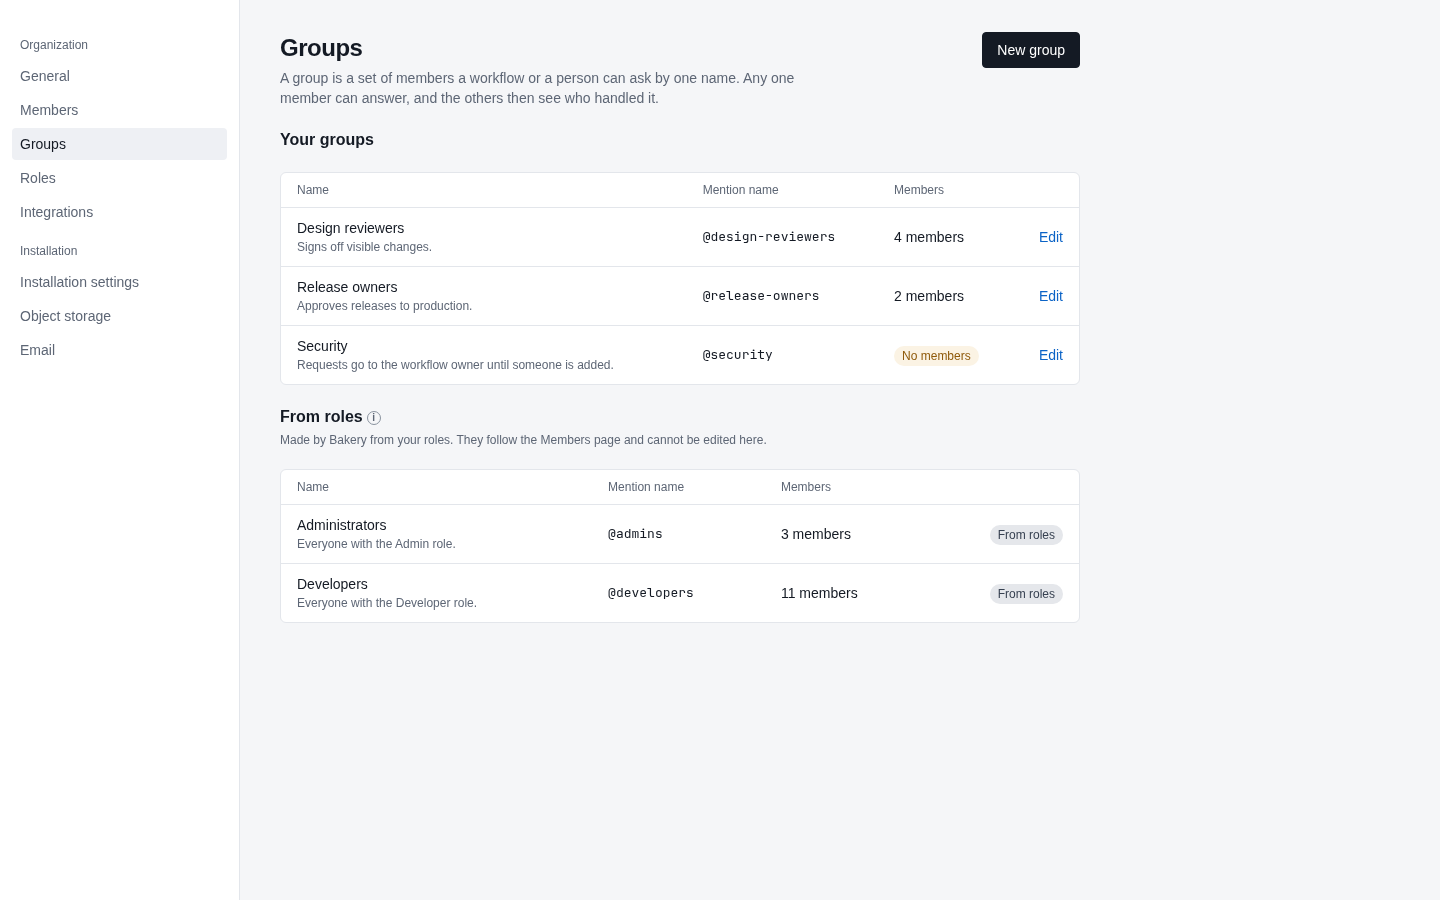 Organization
General
Members
Groups
Roles
Integrations
Installation
Installation settings
Object storage
Email
Groups
New group
A group is a set of members a workflow or a person can ask by one name. Any one
member can answer, and the others then see who handled it.
Your groups
Name Mention name Members
Design reviewers
Signs off visible changes.
@design-reviewers 4 members Edit
Release owners
Approves releases to production.
@release-owners 2 members Edit
Security
Requests go to the workflow owner until someone is added.
@security No members Edit
From roles i
Made by Bakery from your roles. They follow the Members page and cannot be edited here.
Name Mention name Members
Administrators
Everyone with the Admin role.
@admins 3 members From roles
Developers
Everyone with the Developer role.
@developers 11 members From roles